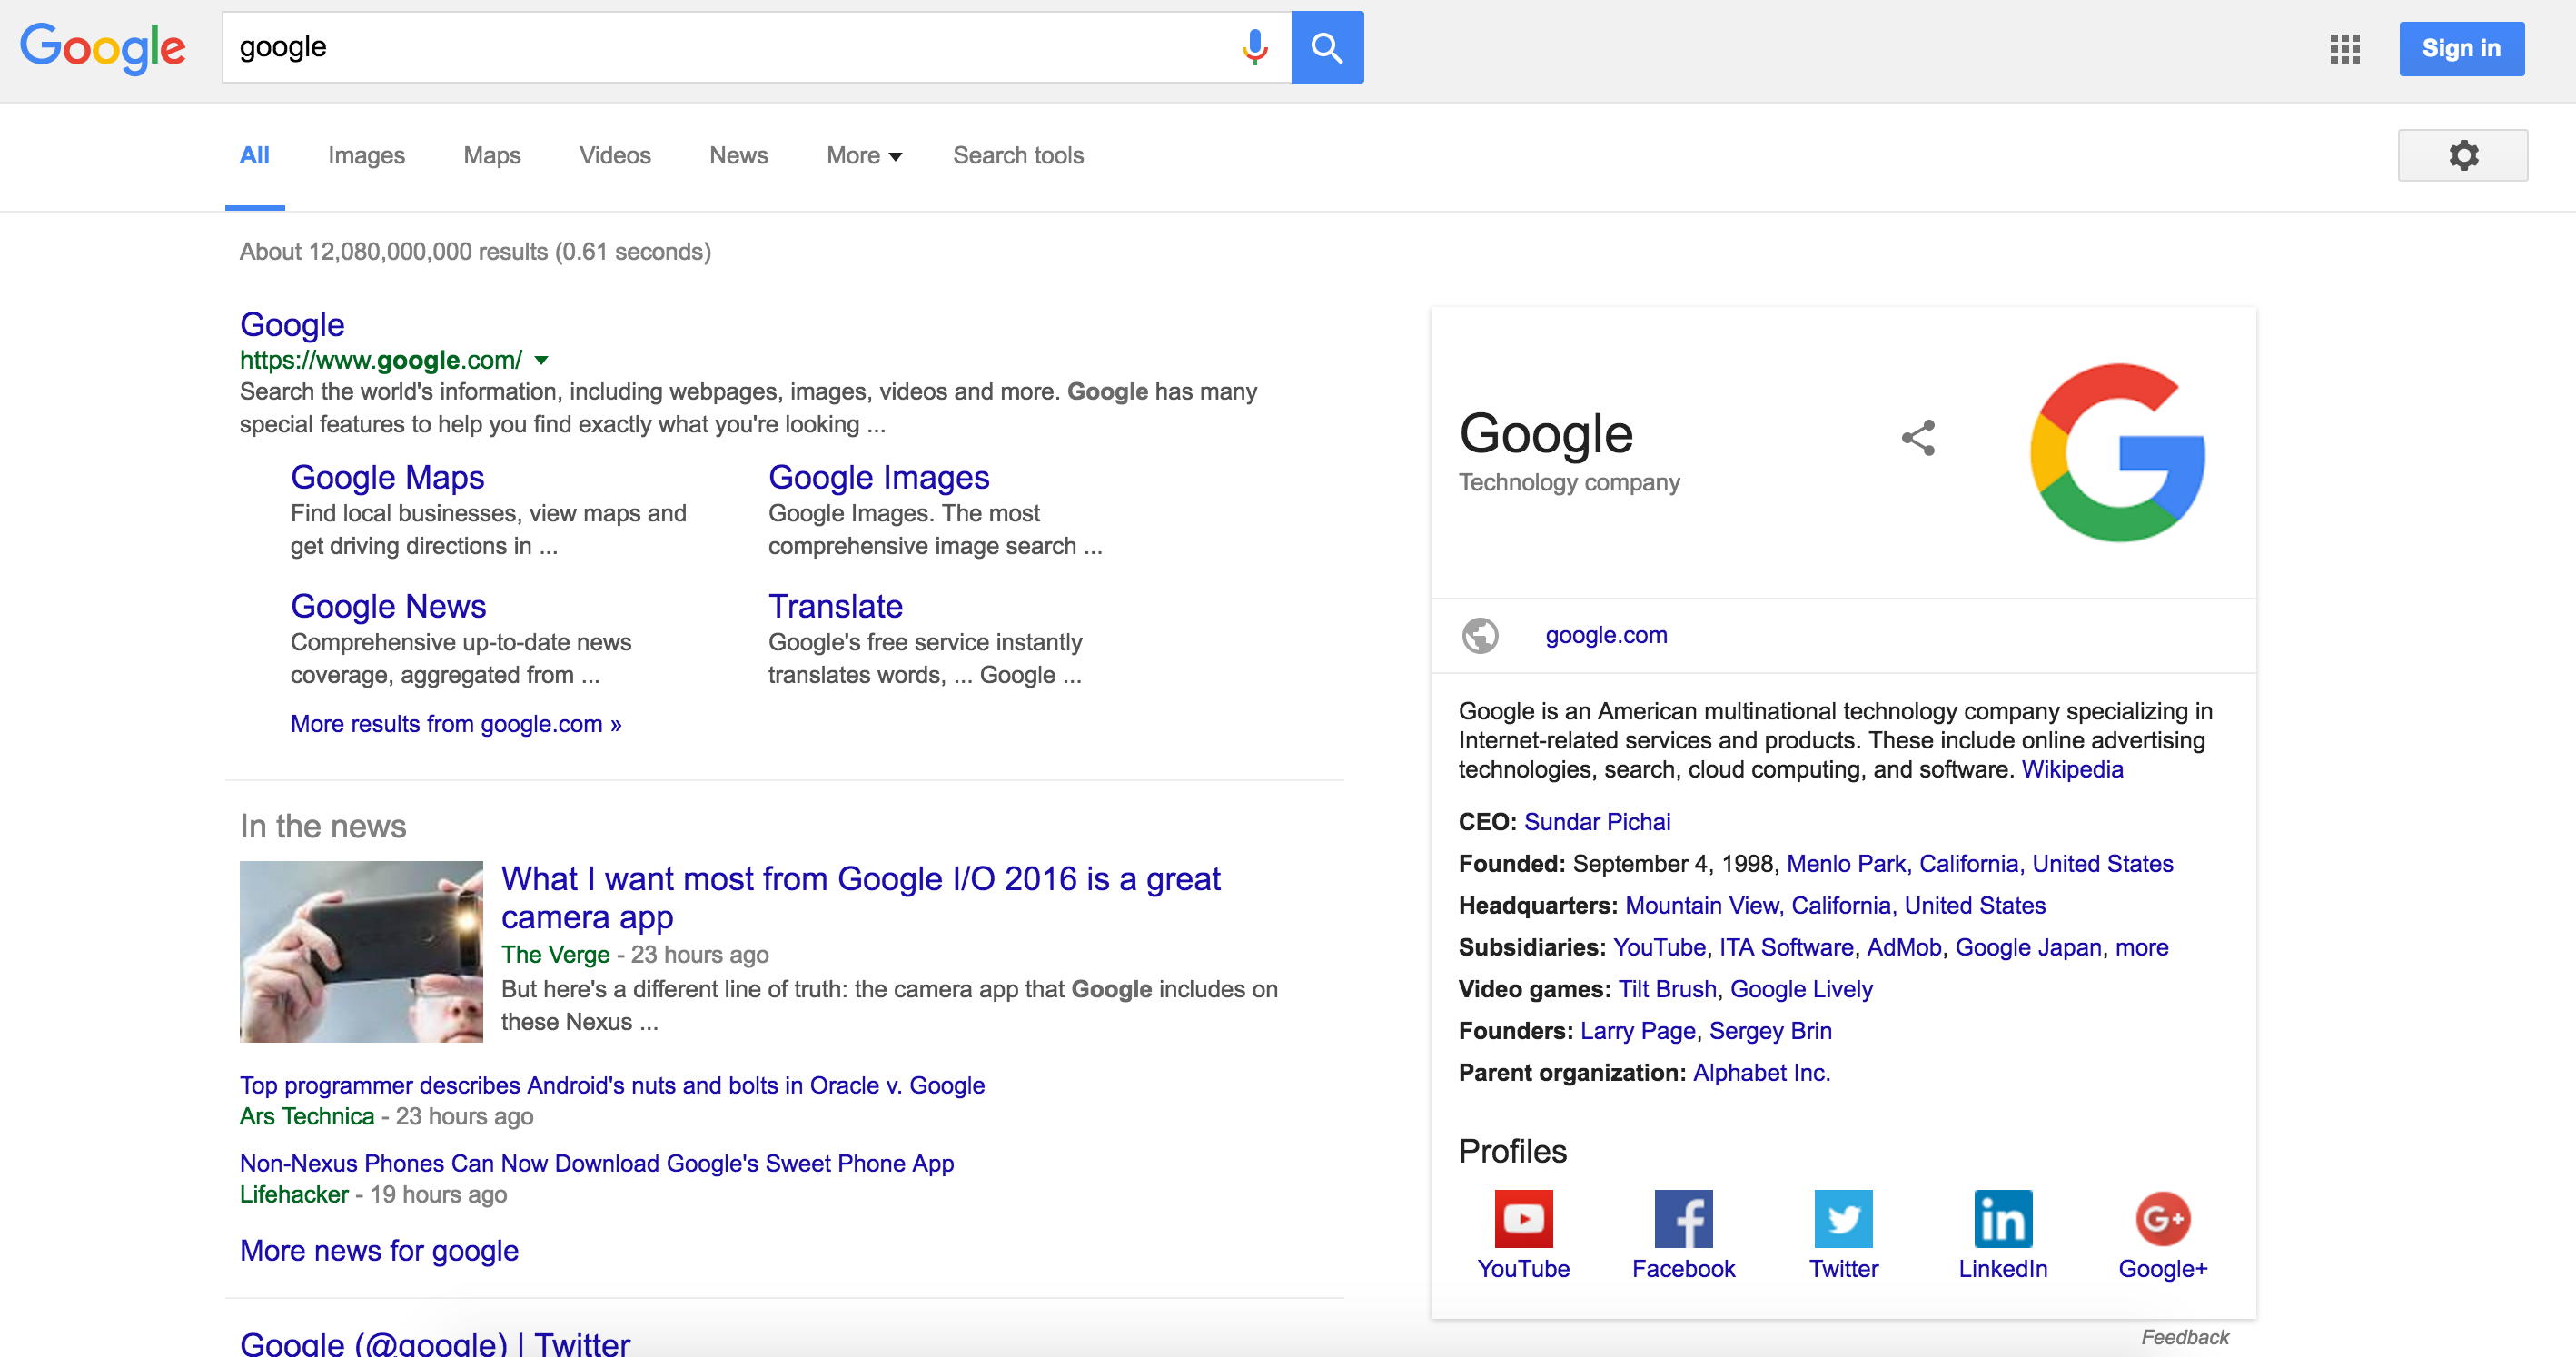 Google
google
Sign in
All
Images
Maps
Videos
News
More
Search tools
About 12,080,000,000 results (0.61 seconds)
Google
https://www.google.com/
Search the world's information, including webpages, images, videos and more. Google has many
special features to help you find exactly what you're looking ...
Google Maps
Find local businesses, view maps and
get driving directions in ...
Google Images
Google Images. The most
comprehensive image search ...
Google News
Comprehensive up-to-date news
coverage, aggregated from ...
Translate
Google's free service instantly
translates words, ... Google ...
More results from google.com »
In the news
What I want most from Google I/O 2016 is a great
camera app
The Verge - 23 hours ago
But here's a different line of truth: the camera app that Google includes on
these Nexus ...
Top programmer describes Android's nuts and bolts in Oracle v. Google
Ars Technica - 23 hours ago
Non-Nexus Phones Can Now Download Google's Sweet Phone App
Lifehacker - 19 hours ago
More news for google
Google (@google) | Twitter
Google
Technology company
G
google.com
Google is an American multinational technology company specializing in
Internet-related services and products. These include online advertising
technologies, search, cloud computing, and software. Wikipedia
CEO: Sundar Pichai
Founded: September 4, 1998, Menlo Park, California, United States
Headquarters: Mountain View, California, United States
Subsidiaries: YouTube, ITA Software, AdMob, Google Japan, more
Video games: Tilt Brush, Google Lively
Founders: Larry Page, Sergey Brin
Parent organization: Alphabet Inc.
Profiles
f
in
G+
YouTube
Facebook
Twitter
LinkedIn
Google+
Feedback